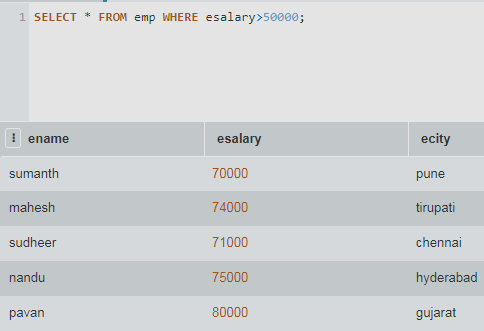 1 SELECT * FROM emp WHERE esalary>50000;
ename esalary ecity
sumanth 70000 pune
mahesh 74000 tirupati
sudheer 71000 chennai
nandu 75000 hyderabad
pavan 80000 gujarat